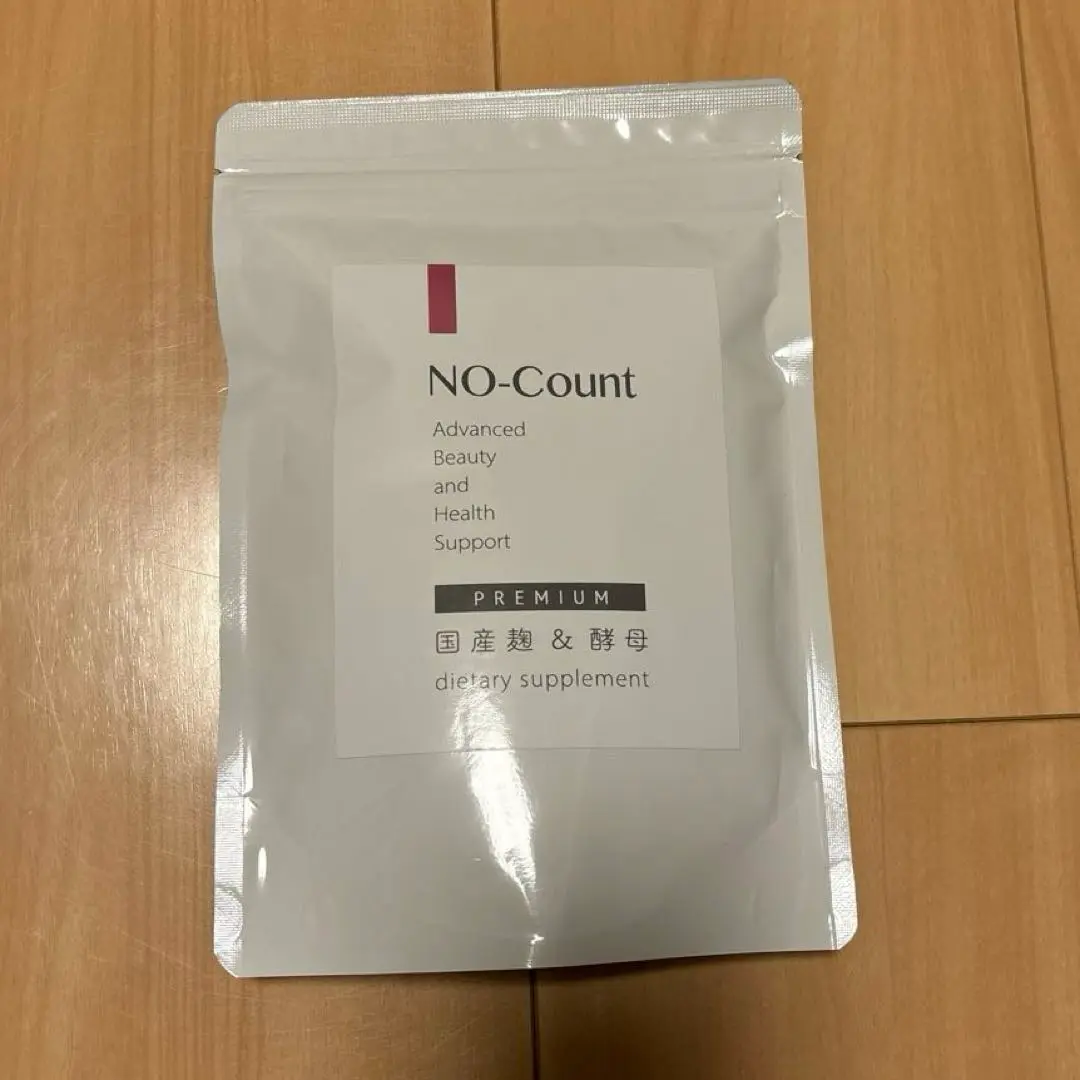 NO-Count
Advanced
Beauty
and
Health
Support
PREMIUM
国産麹 & 酵母
dietary supplement